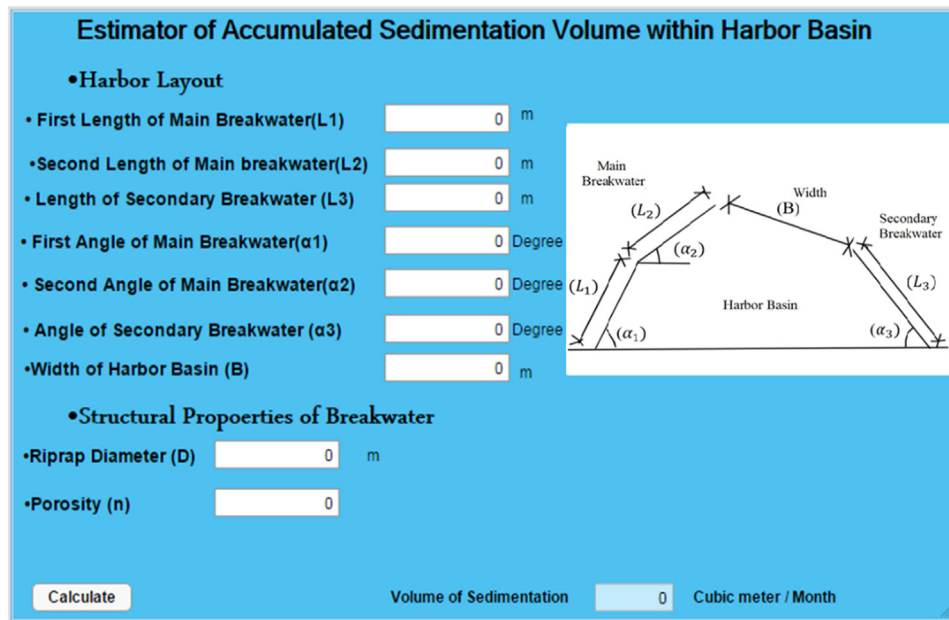 Estimator of Accumulated Sedimentation Volume within Harbor Basin
•Harbor Layout
• First Length of Main Breakwater(L1) 0 m
•Second Length of Main breakwater(L2) 0 m
• Length of Secondary Breakwater (L3) 0 m
• First Angle of Main Breakwater(α1) 0 Degree
• Second Angle of Main Breakwater(α2) 0 Degree
• Angle of Secondary Breakwater (α3) 0 Degree
•Width of Harbor Basin (B) 0 m
Main
Breakwater
(L₂)
Width
(B)
Secondary
Breakwater
(α₂)
(L₁)
(L₃)
Harbor Basin
(α₁)
(α₃)
•Structural Propoerties of Breakwater
•Riprap Diameter (D) 0 m
•Porosity (n) 0
Calculate
Volume of Sedimentation 0 Cubic meter / Month